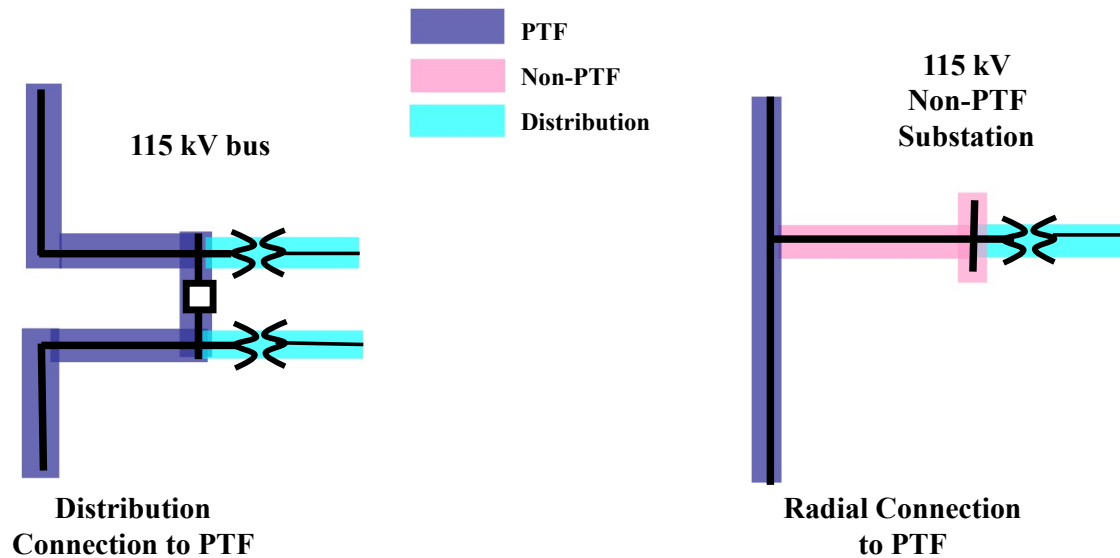 PTF
Non-PTF
Distribution
115 kV bus
115 kV
Non-PTF
Substation
Distribution
Connection to PTF
Radial Connection
to PTF